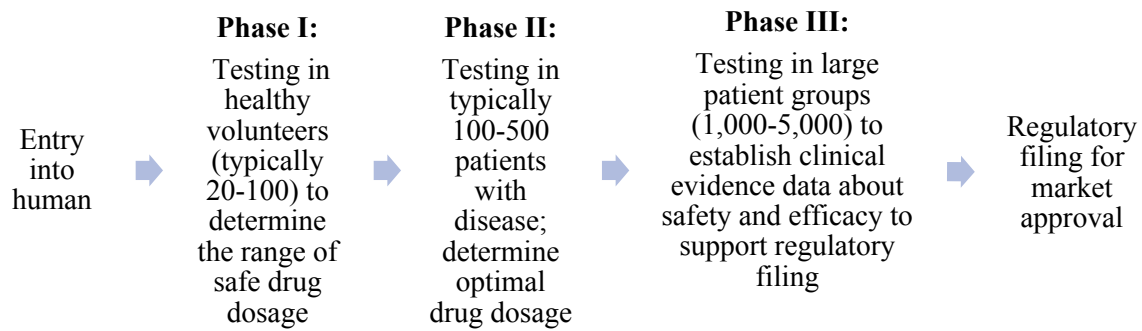 Entry
into
human
Phase I:
Testing in
healthy
volunteers
(typically
20-100) to
determine
the range of
safe drug
dosage
Phase II:
Testing in
typically
100-500
patients
with
disease;
determine
optimal
drug dosage
Phase III:
Testing in large
patient groups
(1,000-5,000) to
establish clinical
evidence data about
safety and efficacy to
support regulatory
filing
Regulatory
filing for
market
approval